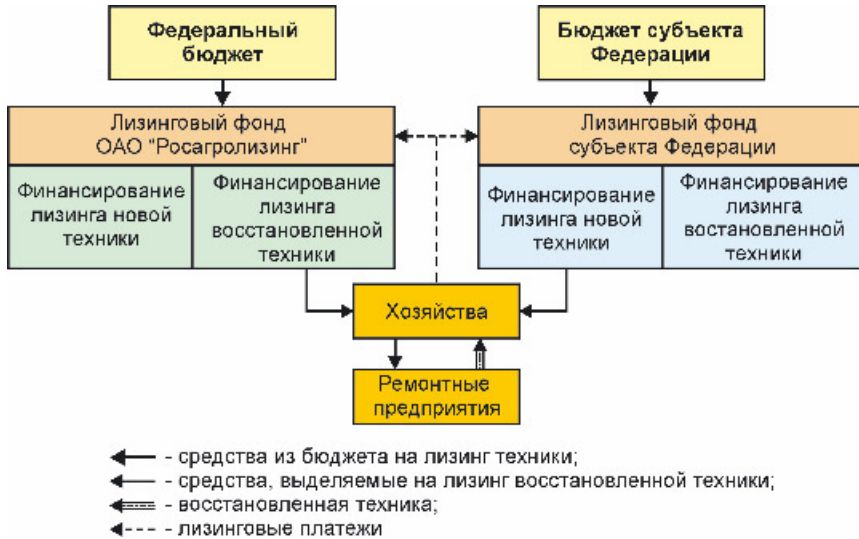 Федеральный
бюджет
Бюджет субъекта
Федерации
Лизинговый фонд
ОАО "Росагролизинг"
Лизинговый фонд
субъекта Федерации
Финансирование
лизинга новой
техники
Финансирование
лизинга
восстановленной
техники
Финансирование
лизинга новой
техники
Финансирование
лизинга
востановленной
техники
Хозяйства
Ремонтные
предприятия
- средства из бюджета на лизинг техники;
- средства, выделяемые на лизинг восстановленной техники;
- восстановленная техника;
- лизинговые платежи